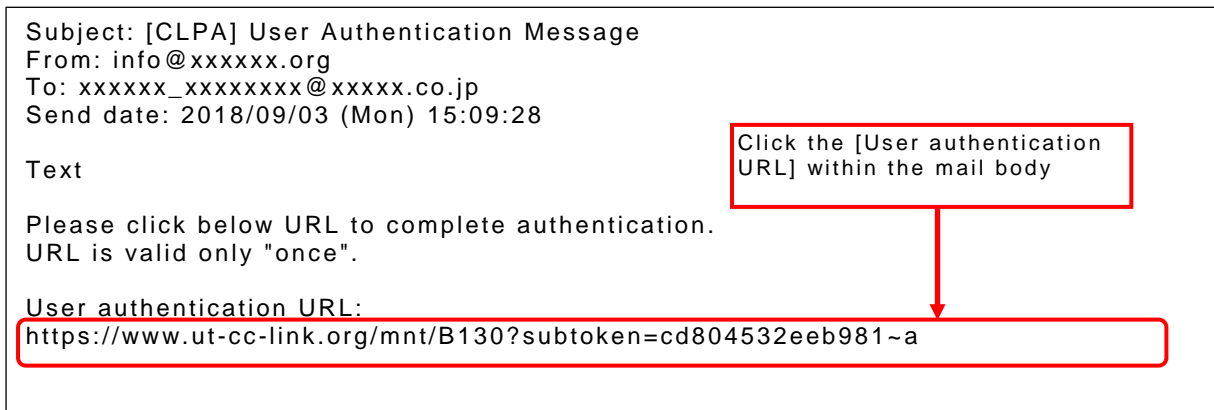 Subject: [CLPA] User Authentication Message
From: info@xxxxxx.org
To: xxxxxx_xxxxxxxx@xxxxx.co.jp
Send date: 2018/09/03 (Mon) 15:09:28
Click the [User authentication
URL] within the mail body
Text
Please click below URL to complete authentication.
URL is valid only "once".
User authentication URL:
https://www.ut-cc-link.org/mnt/B130?subtoken=cd804532eeb981~a